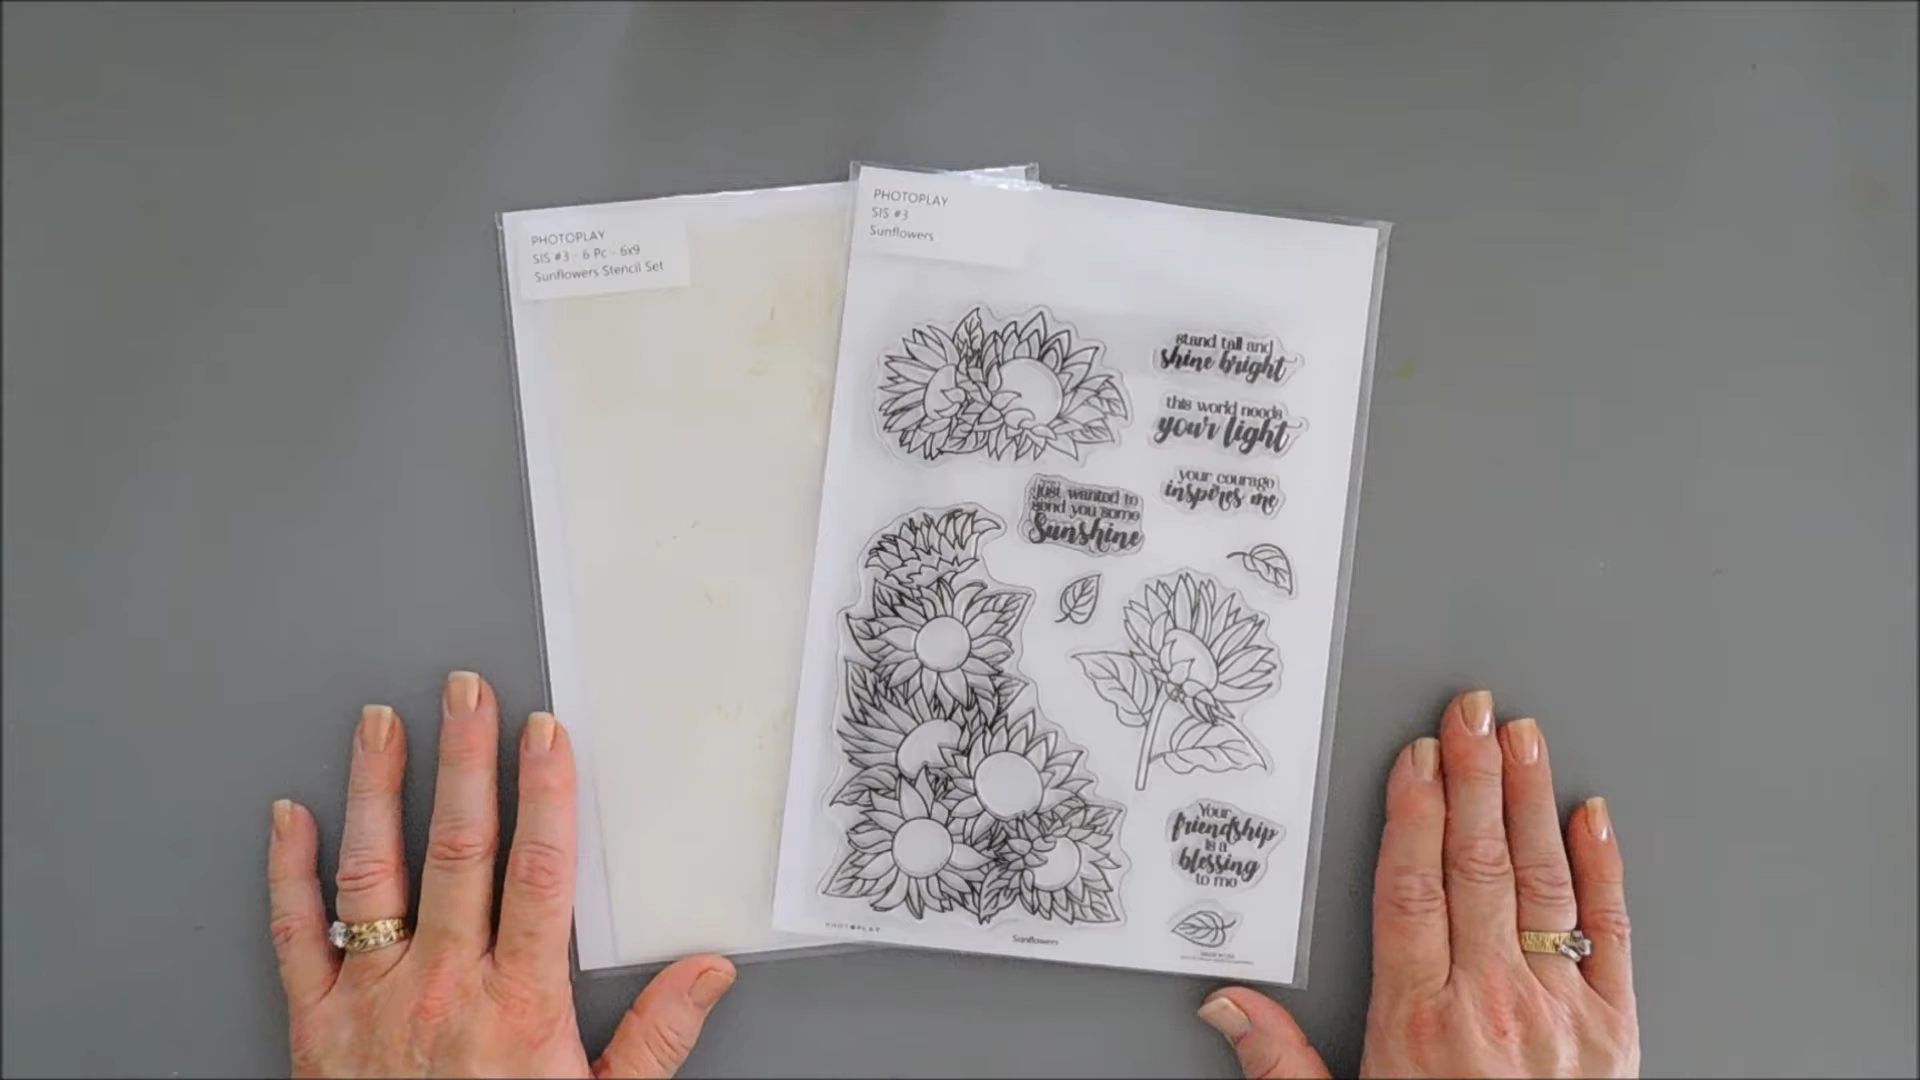 PHOTOPLAY
SIS #3 - 6 Pc - 6x9
Sunflowers Stencil Set
PHOTOPLAY
SIS #3
Sunflowers
stand tall and
shine bright
this world needs
your light
your courage
inspires me
just wanted to
send you some
Sunshine
Your
friendship
is a
blessing
to me
PHOTOPLAY
Sunflowers